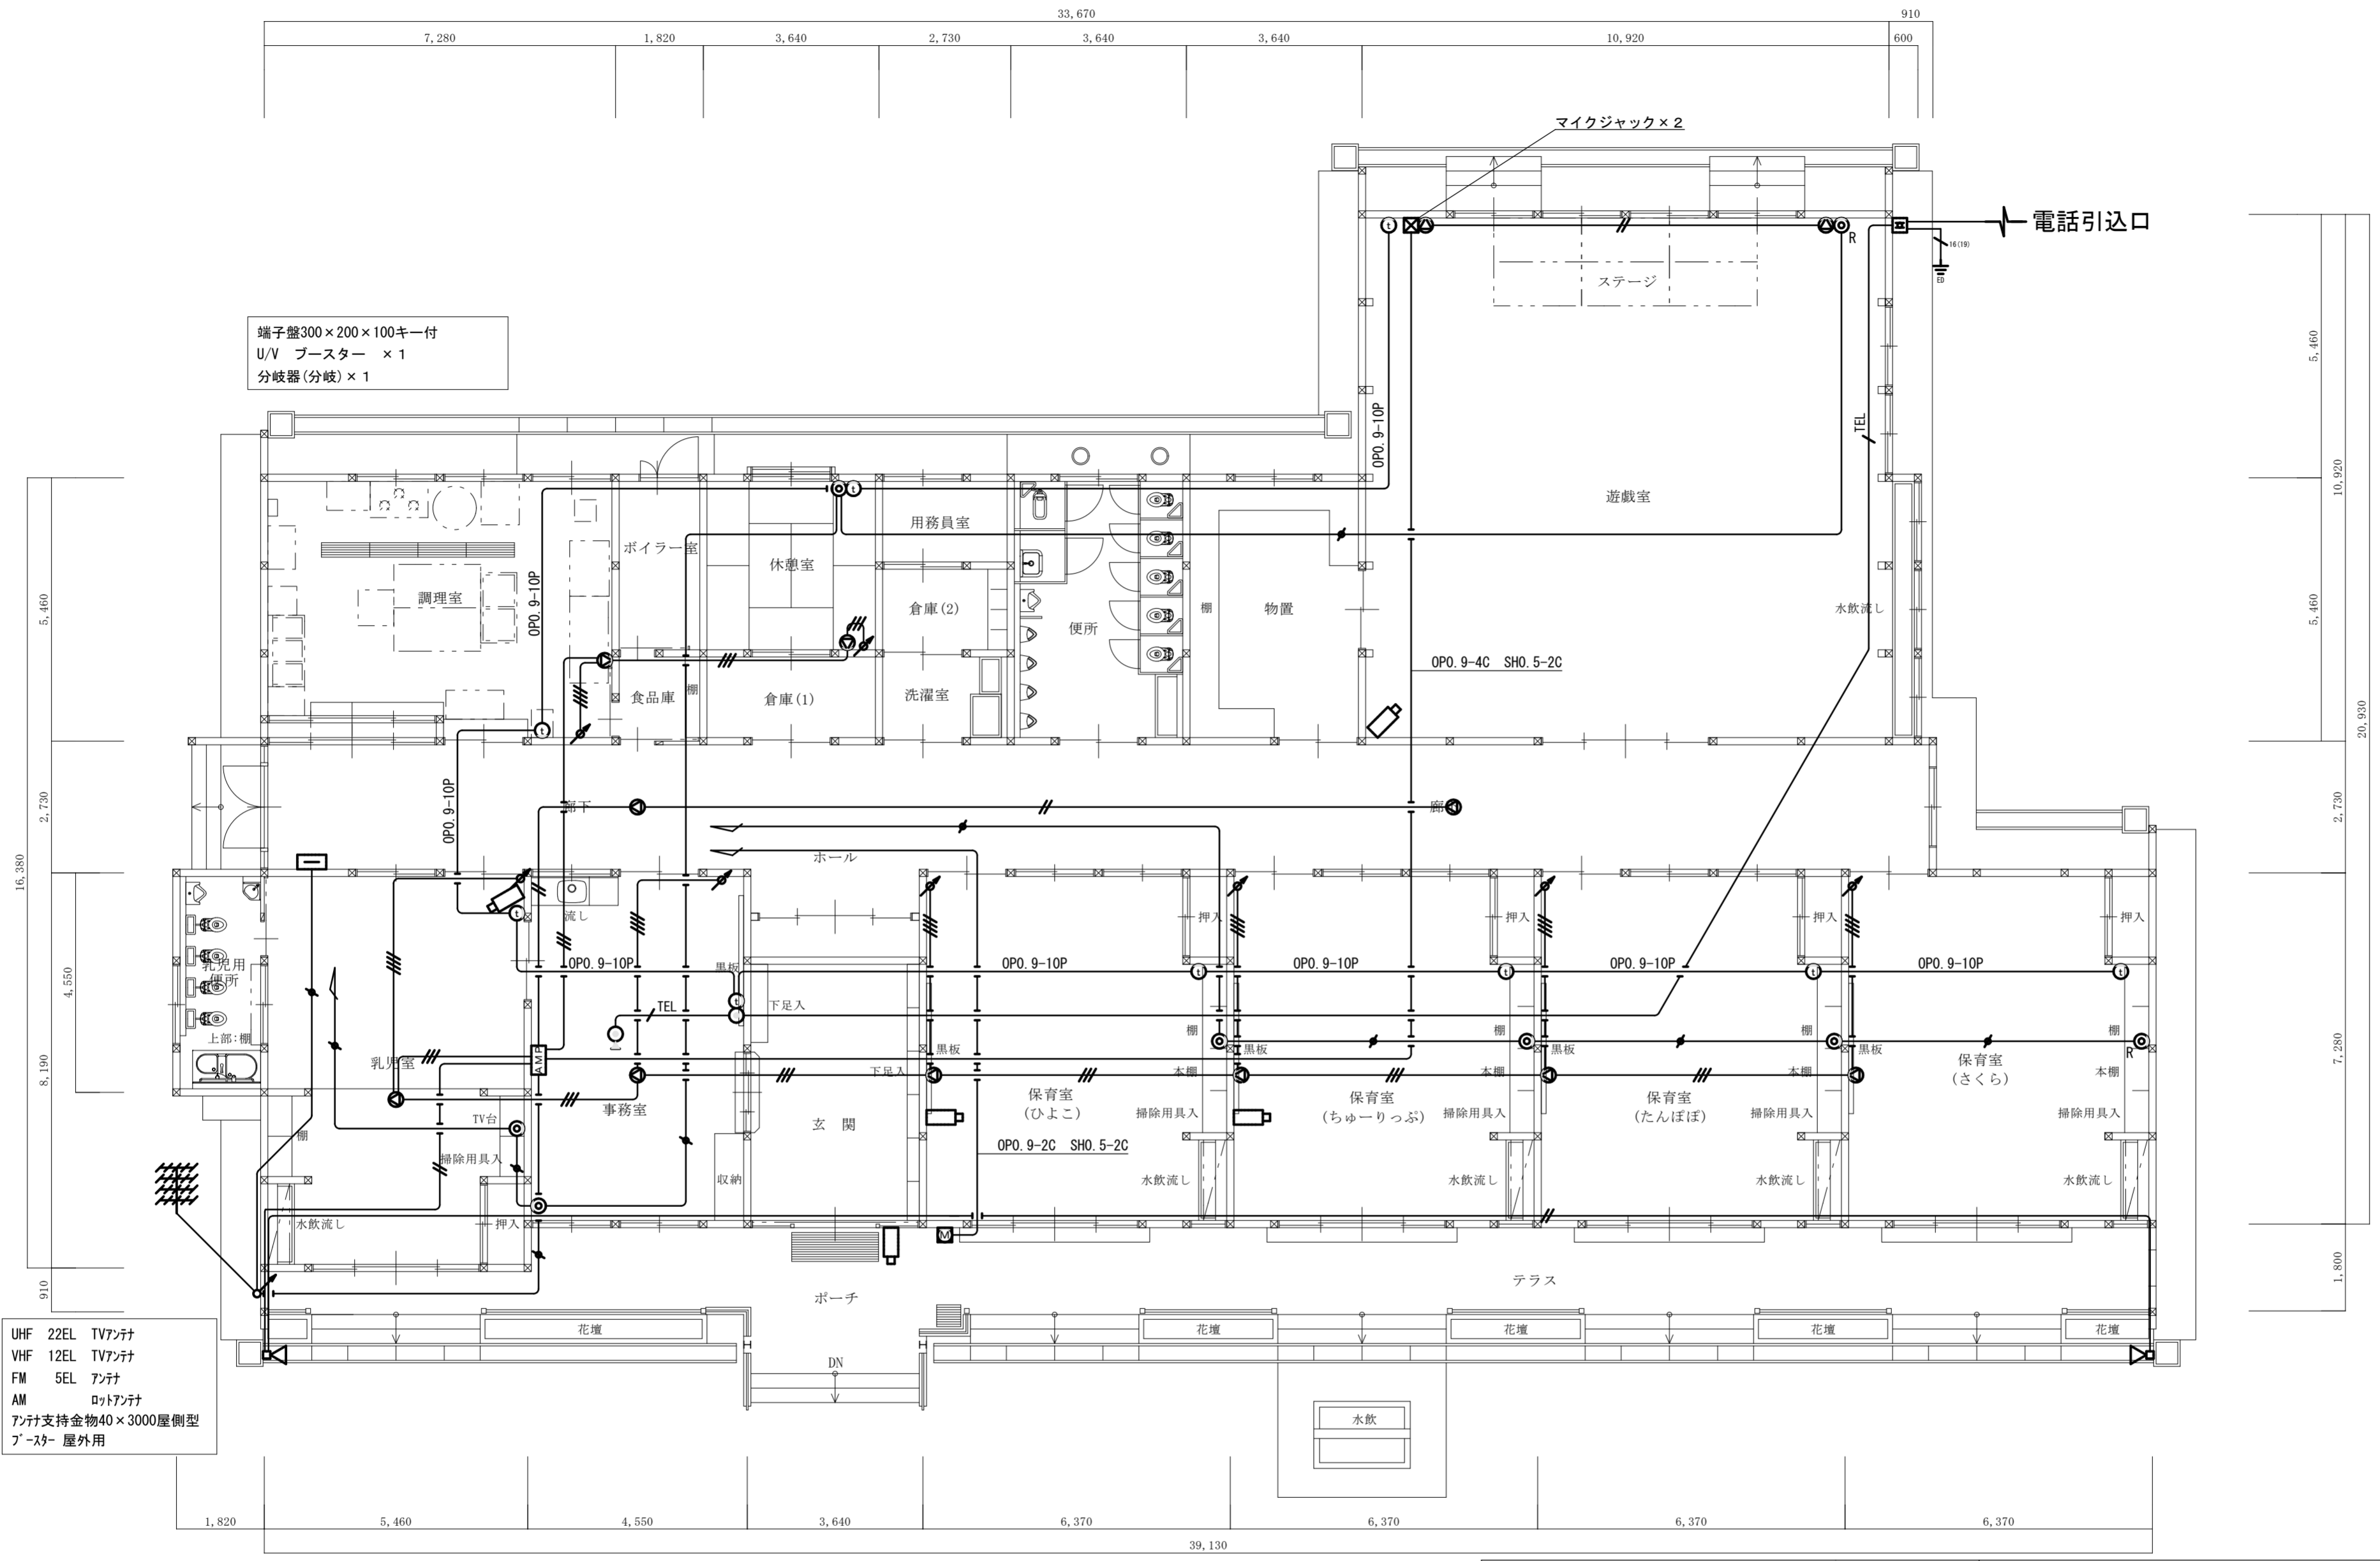 33,670
910
7,280
1,820
3,640
2,730
3,640
3,640
10,920
600
マイクジャック×２
t
R
電話引込口
16(19)
ED
ステージ
端子盤300×200×100キー付
U/V　ブースター　×１
分岐器(分岐)×１
5,460
OP0.9-10P
TEL
10,920
t
遊戯室
用務員室
ボイラー室
休憩室
調理室
OP0.9-10P
倉庫(2)
棚
物置
水飲流し
便所
5,460
5,460
OP0.9-4C　SH0.5-2C
食品庫
棚
倉庫(1)
洗濯室
t
20,930
2,730
OP0.9-10P
廊下
廊
2,730
16,380
ホール
t
流し
押入
押入
押入
押入
乳児用
便所
4,550
OP0.9-10P
黒板
OP0.9-10P
t
OP0.9-10P
t
OP0.9-10P
t
OP0.9-10P
t
t
TEL
下足入
上部：棚
乳児室
AMP
棚
棚
棚
棚
黒板
黒板
黒板
黒板
R
保育室
(さくら)
7,280
8,190
下足入
本棚
本棚
本棚
本棚
事務室
保育室
(ひよこ)
保育室
(ちゅーりっぷ)
保育室
(たんぽぽ)
TV台
玄　関
掃除用具入
掃除用具入
掃除用具入
掃除用具入
棚
掃除用具入
OP0.9-2C　SH0.5-2C
収納
水飲流し
水飲流し
水飲流し
水飲流し
水飲流し
押入
M
テラス
1,800
910
ポーチ
花壇
花壇
花壇
花壇
花壇
UHF　22EL　TVｱﾝﾃﾅ
VHF　12EL　TVｱﾝﾃﾅ
FM　5EL　ｱﾝﾃﾅ
AM　ﾛｯﾄｱﾝﾃﾅ
ｱﾝﾃﾅ支持金物40×3000屋側型
ﾌﾞｰｽﾀｰ 屋外用
DN
水飲
1,820
5,460
4,550
3,640
6,370
6,370
6,370
6,370
39,130